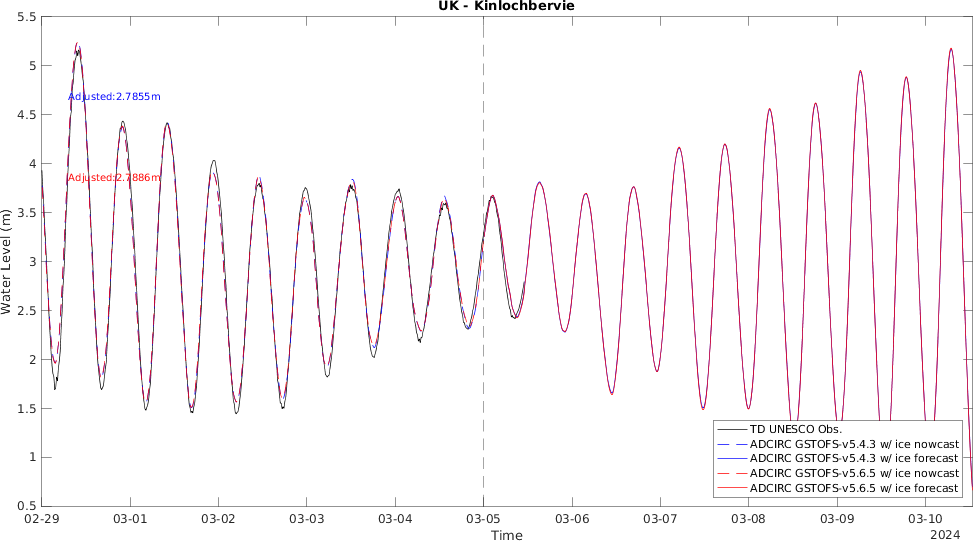 UK - Kinlochbervie
5.5
5
4.5
4
3.5
3
2.5
2
1.5
1
0.5
Water Level (m)
Adjusted:2.7855m
Adjusted:2.7886m
TD UNESCO Obs.
ADCIRC GSTOFS-v5.4.3 w/ ice nowcast
ADCIRC GSTOFS-v5.4.3 w/ ice forecast
ADCIRC GSTOFS-v5.6.5 w/ ice nowcast
ADCIRC GSTOFS-v5.6.5 w/ ice forecast
02-29 03-01 03-02 03-03 03-04 03-05 03-06 03-07 03-08 03-09 03-10
Time
2024